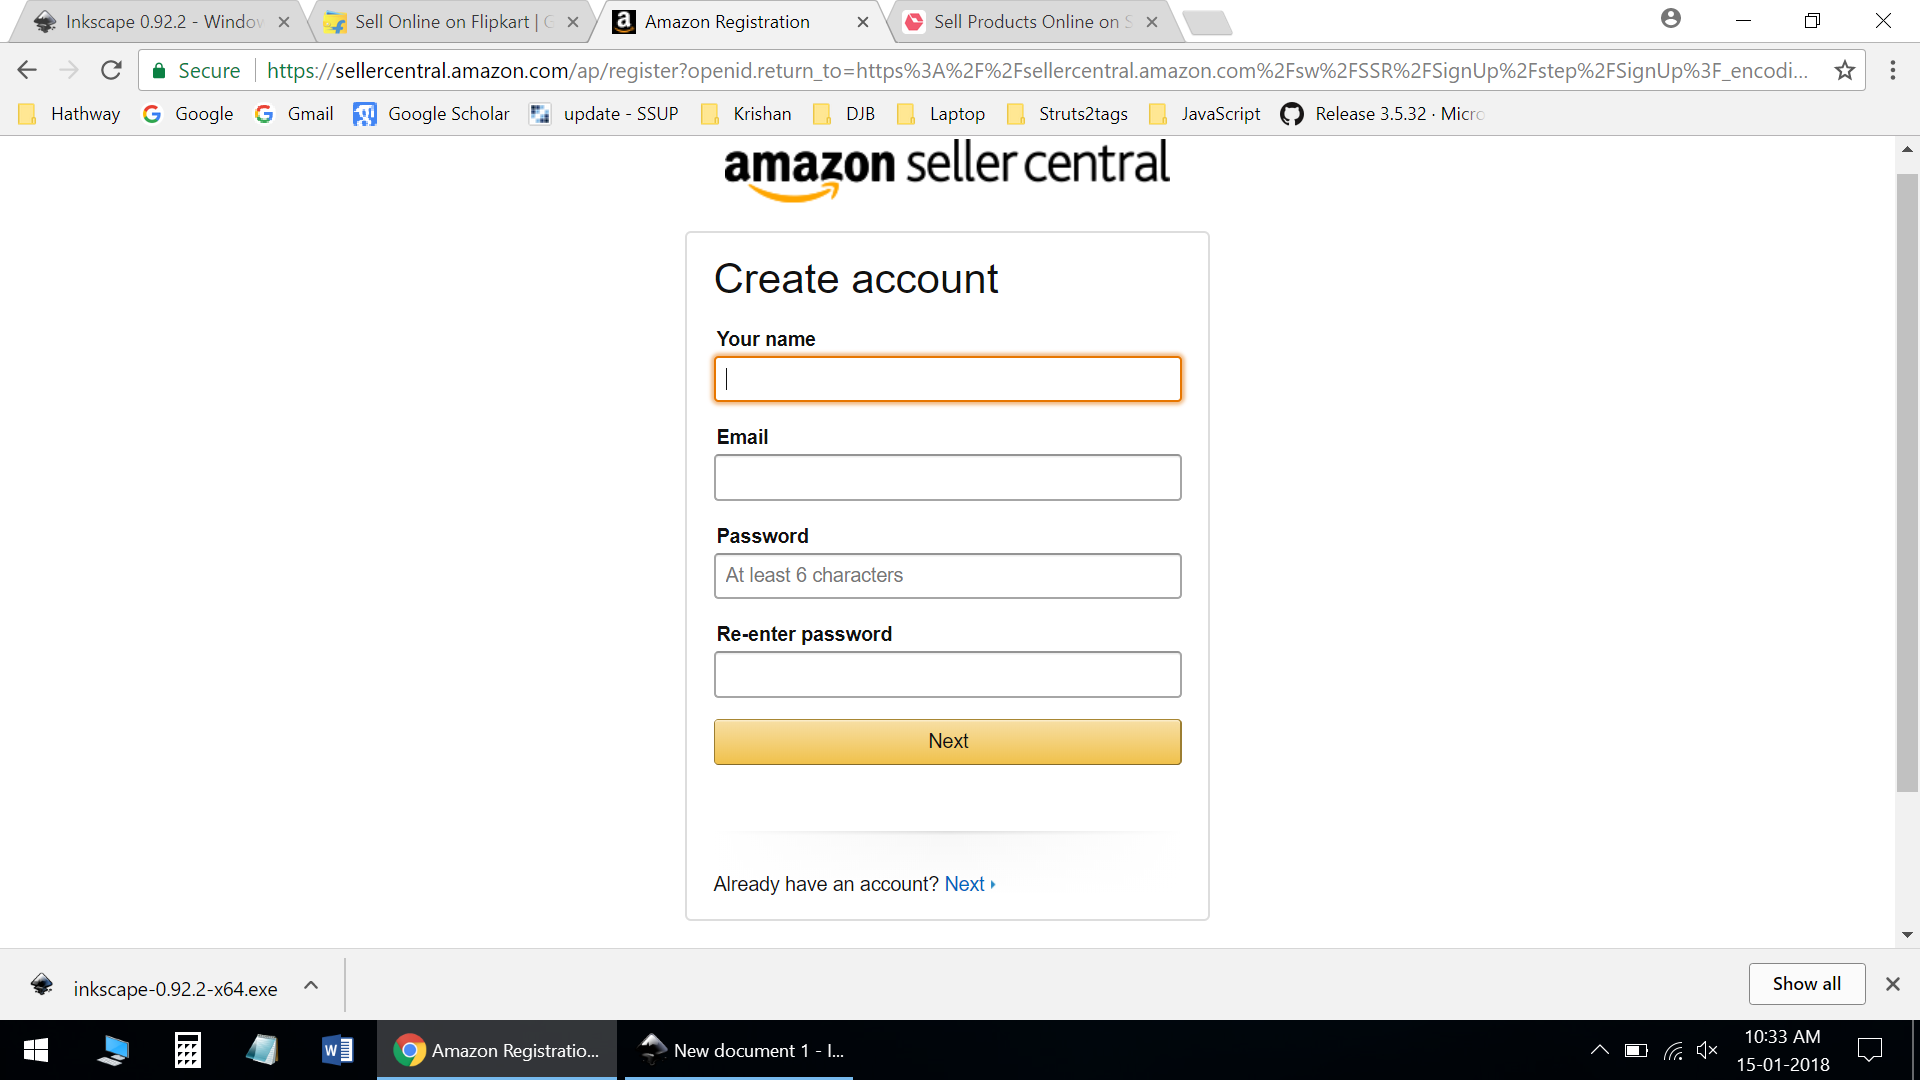 Inkscape 0.92.2 - Window
Sell Online on Flipkart | G
Amazon Registration
Sell Products Online on S
Secure
https://sellercentral.amazon.com/ap/register?openid.return_to=https%3A%2F%2Fsellercentral.amazon.com%2Fsw%2FSSR%2FSignUp%2Fstep%2FSignUp%3F_encodi...
Hathway
Google
Gmail
Google Scholar
update - SSUP
Krishan
DJB
Laptop
Struts2tags
JavaScript
Release 3.5.32 · Micro
amazon seller central
Create account
Your name
Email
Password
At least 6 characters
Re-enter password
Next
Already have an account? Next
inkscape-0.92.2-x64.exe
Show all
Amazon Registratio...
New document 1 - I...
10:33 AM
15-01-2018